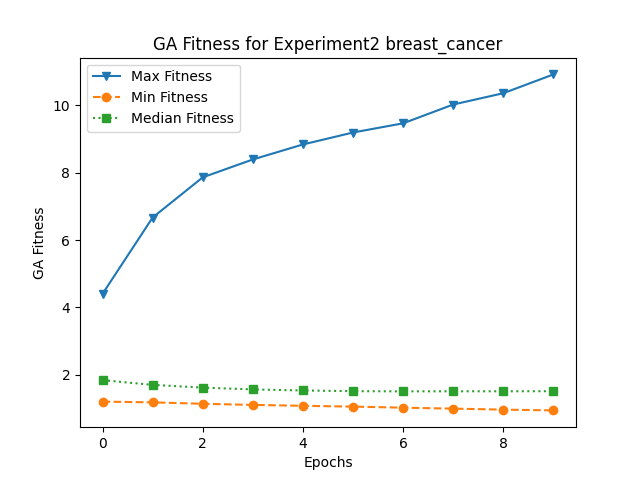 GA Fitness for Experiment2 breast_cancer
Max Fitness
Min Fitness
Median Fitness
10
8
6
4
2
GA Fitness
0 2 4 6 8
Epochs